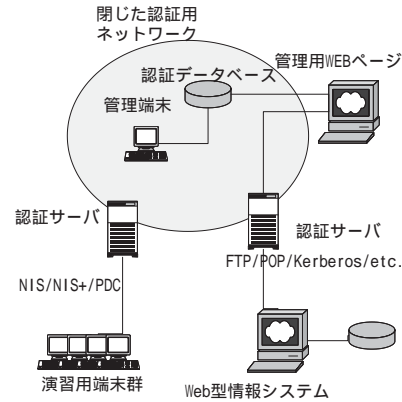 閉じた認証用
ネットワーク
管理用WEBページ
認証データベース
管理端末
認証サーバ
認証サーバ
FTP/POP/Kerberos/etc.
NIS/NIS+/PDC
演習用端末群
Web型情報システム